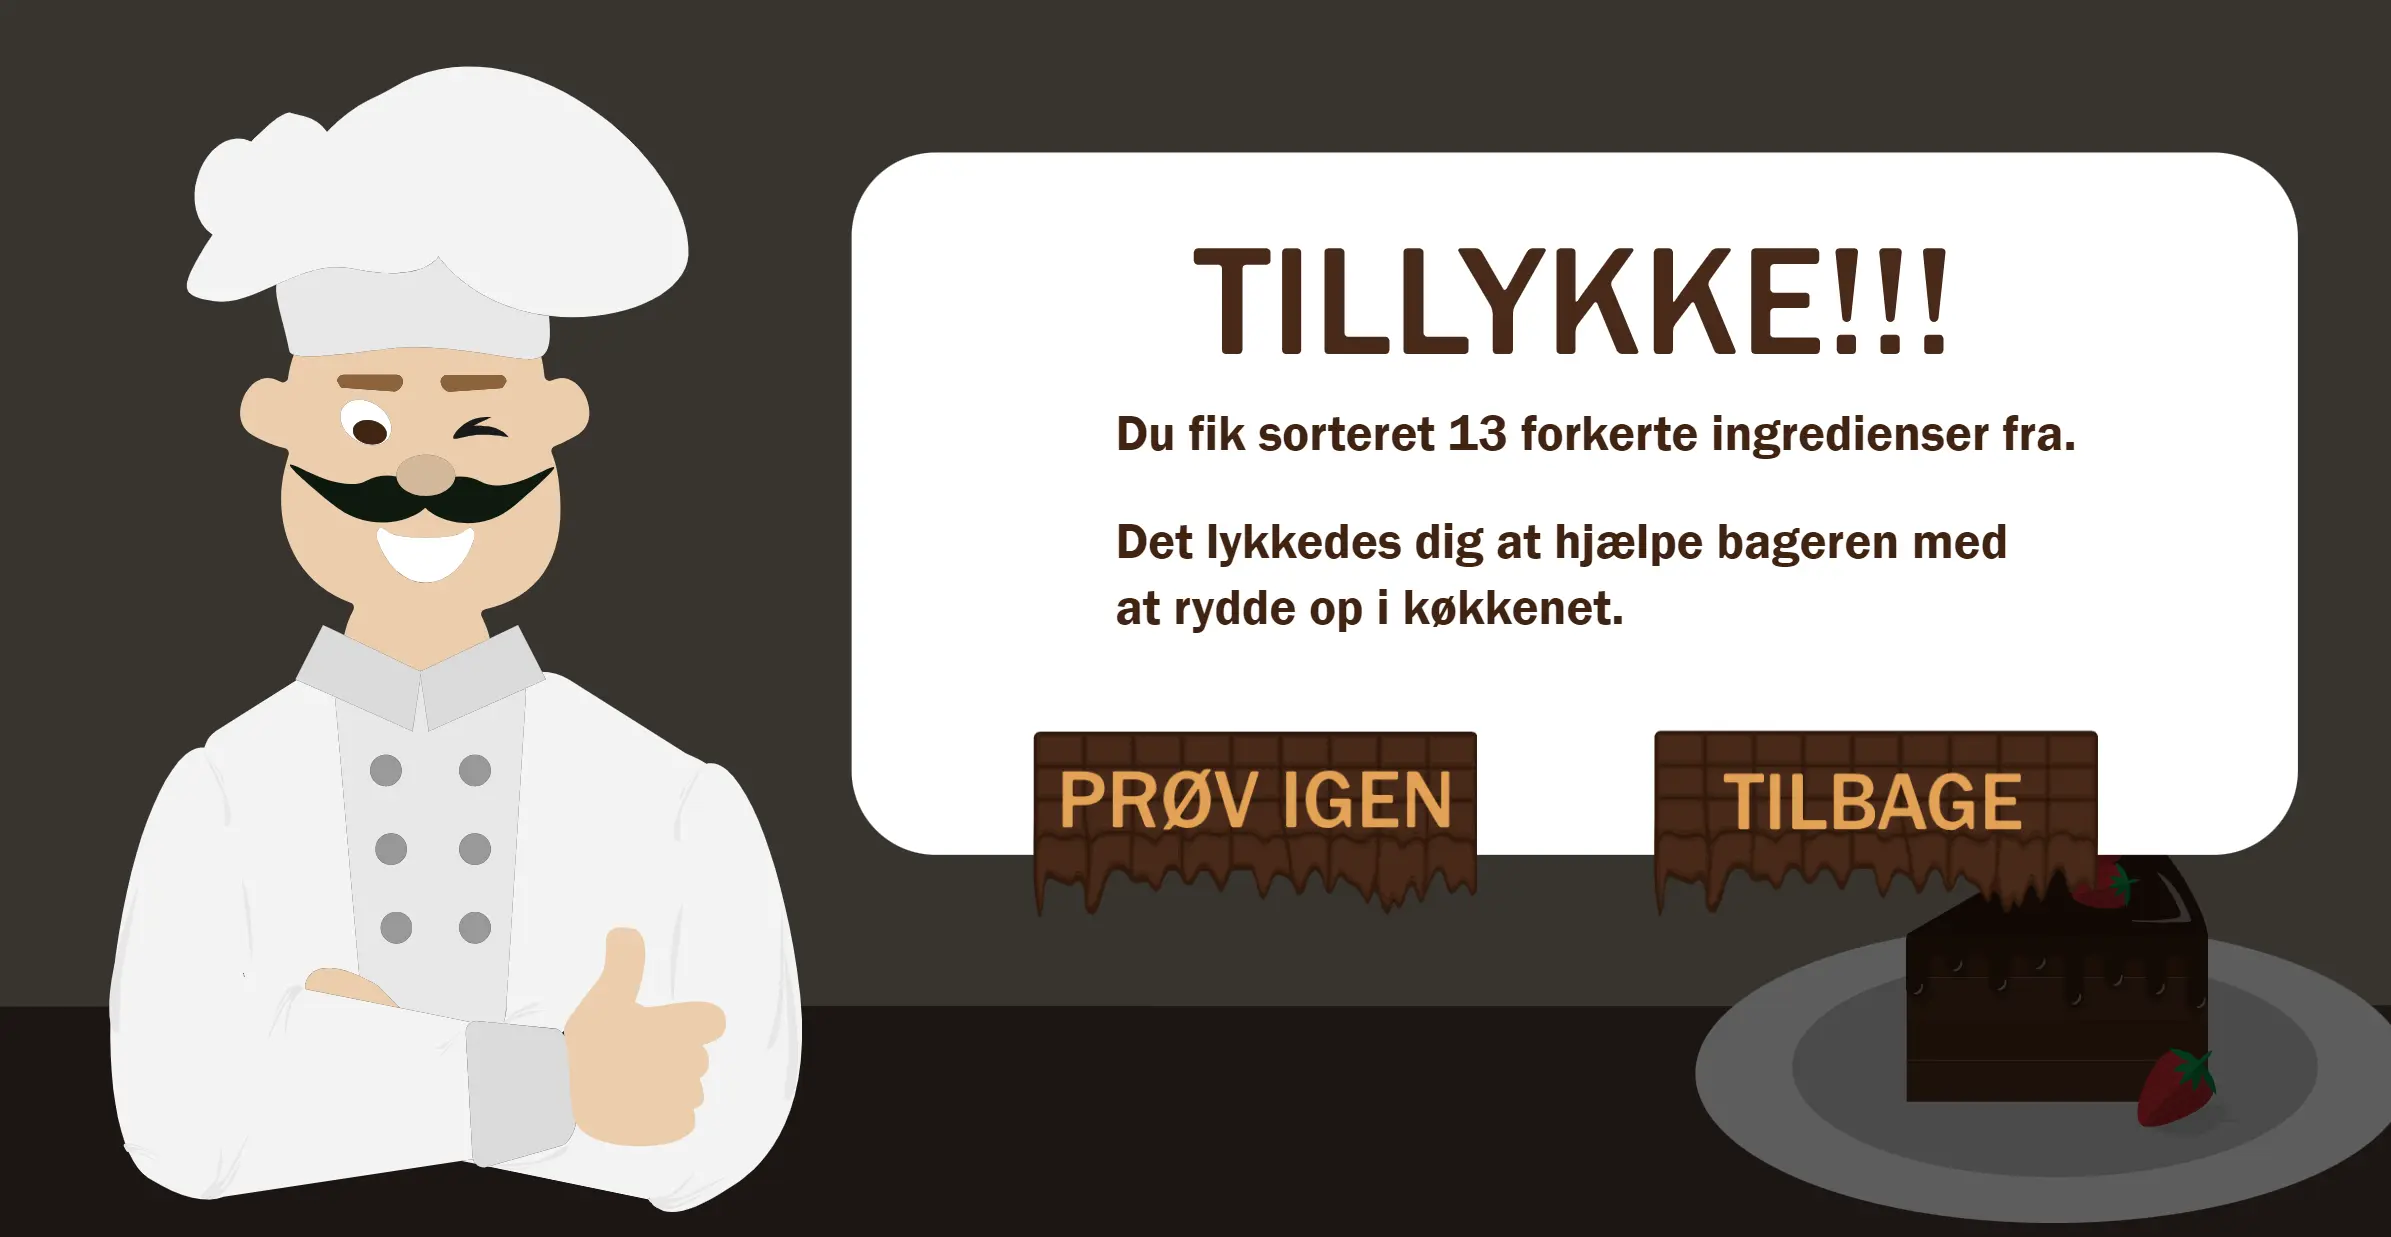 TILLYKKE!!!
Du fik sorteret 13 forkerte ingredienser fra.
Det lykkedes dig at hjælpe bageren med
at rydde op i køkkenet.
PRØV IGEN
TILBAGE